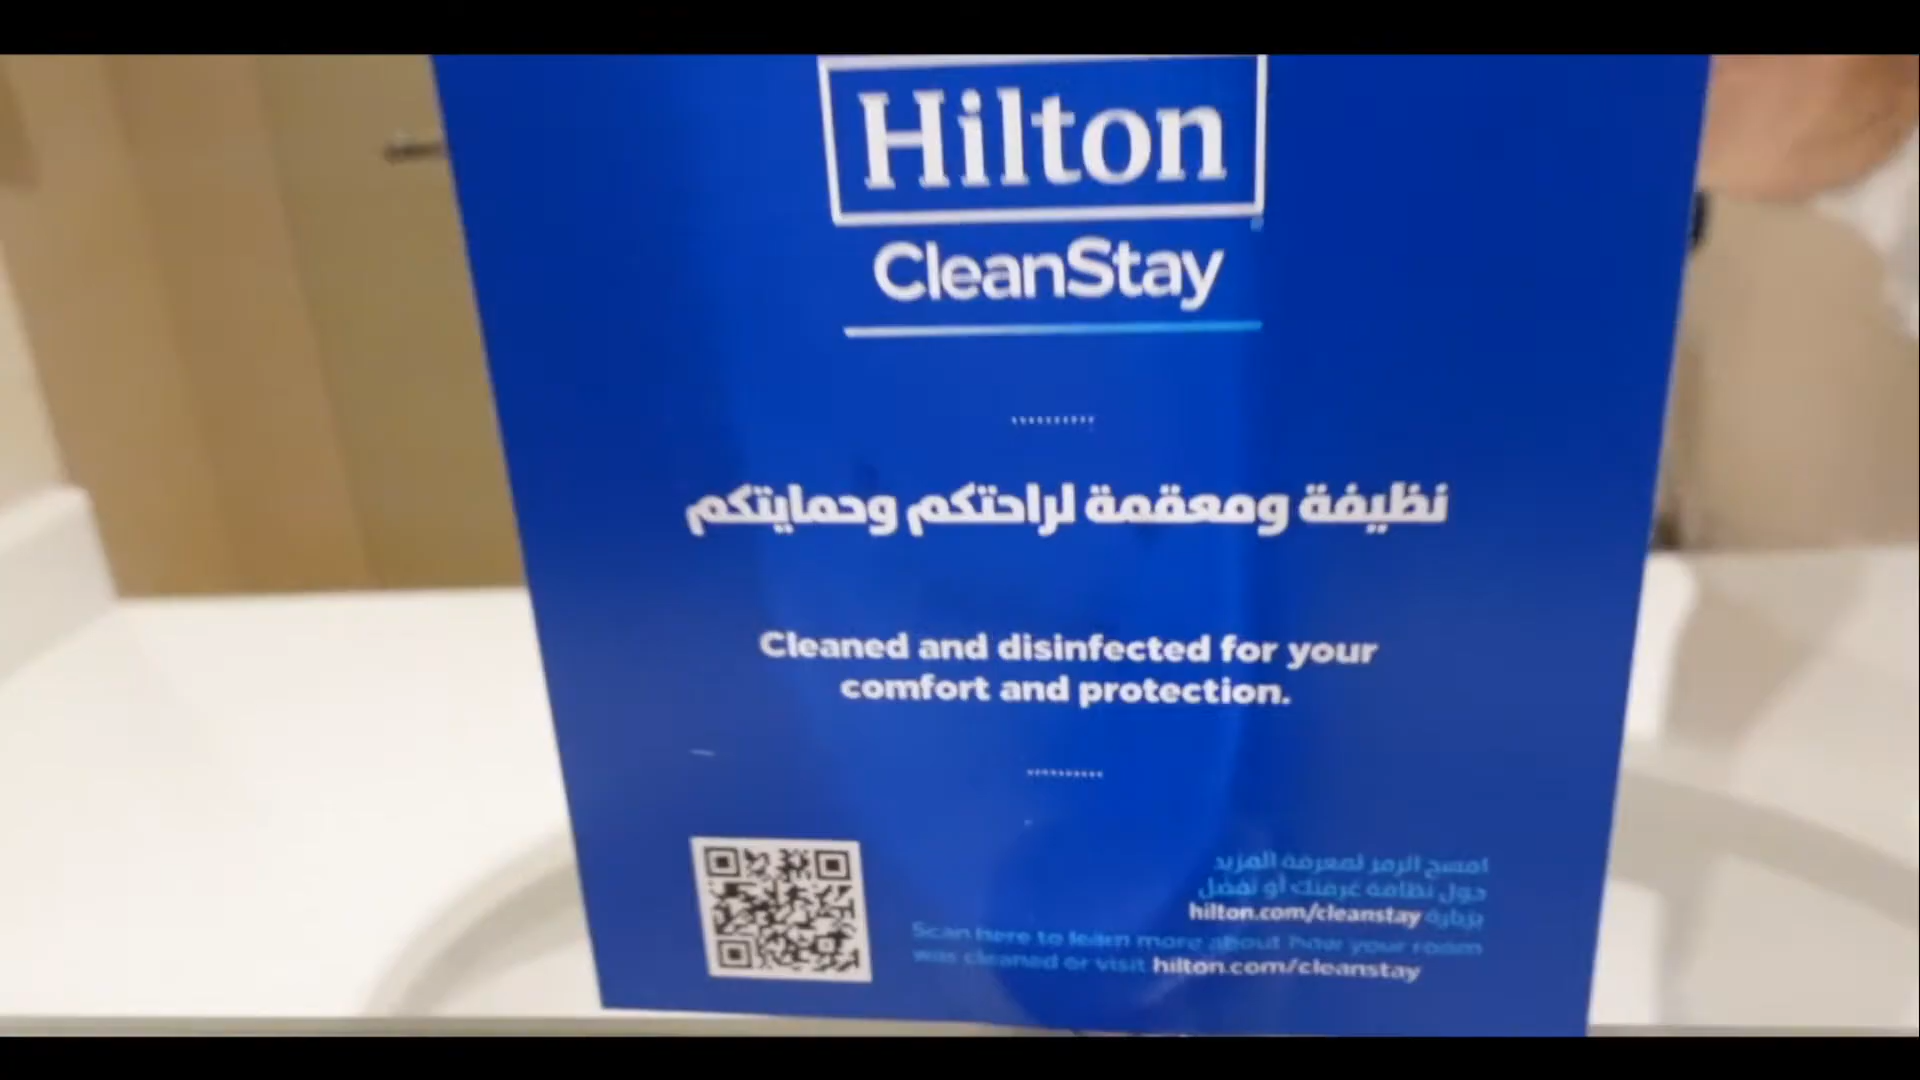 Hilton
CleanStay
نظيفة ومعقمة لراحتكم وحمايتكم
Cleaned and disinfected for your
comfort and protection.
امسح الرمز لمعرفة المزيد
حول نظافة غرفتك أو تفضل
بزيارة hilton.com/cleanstay
Scan here to learn more about how your room
was cleaned or visit hilton.com/cleanstay